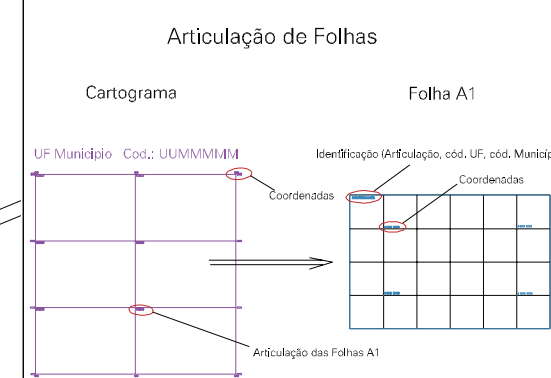 Articulação de Folhas
Cartograma
Folha A1
UF Municipio Cod.: UUMMMMM
Identificação (Articulação, cód. UF, cód. Municíp
Coordenadas
Coordenadas
Articulação das Folhas A1